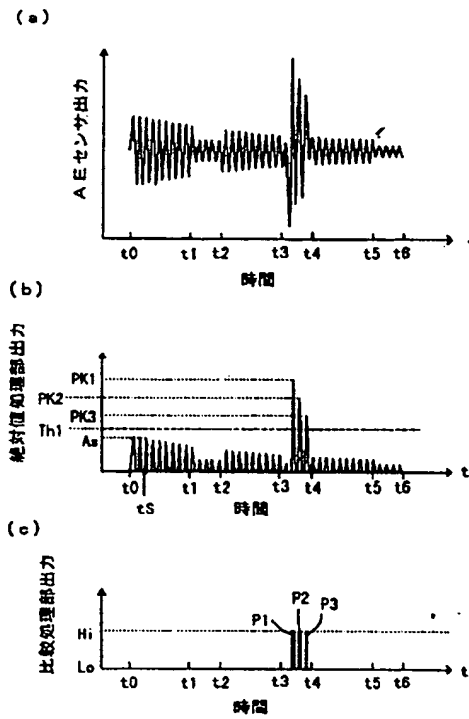 (a)
AEセンサ出力
t0 t1 t2 t3 t4 t5 t6
時間
(b)
絶対値処理部出力
PK1
PK2
PK3
Th1
As
t0 t1 t2 t3 t4 t5 t6 t
tS
時間
(c)
比較処理部出力
P1 P2 P3
Hi
Lo
t0 t1 t2 t3 t4 t5 t6 t
時間